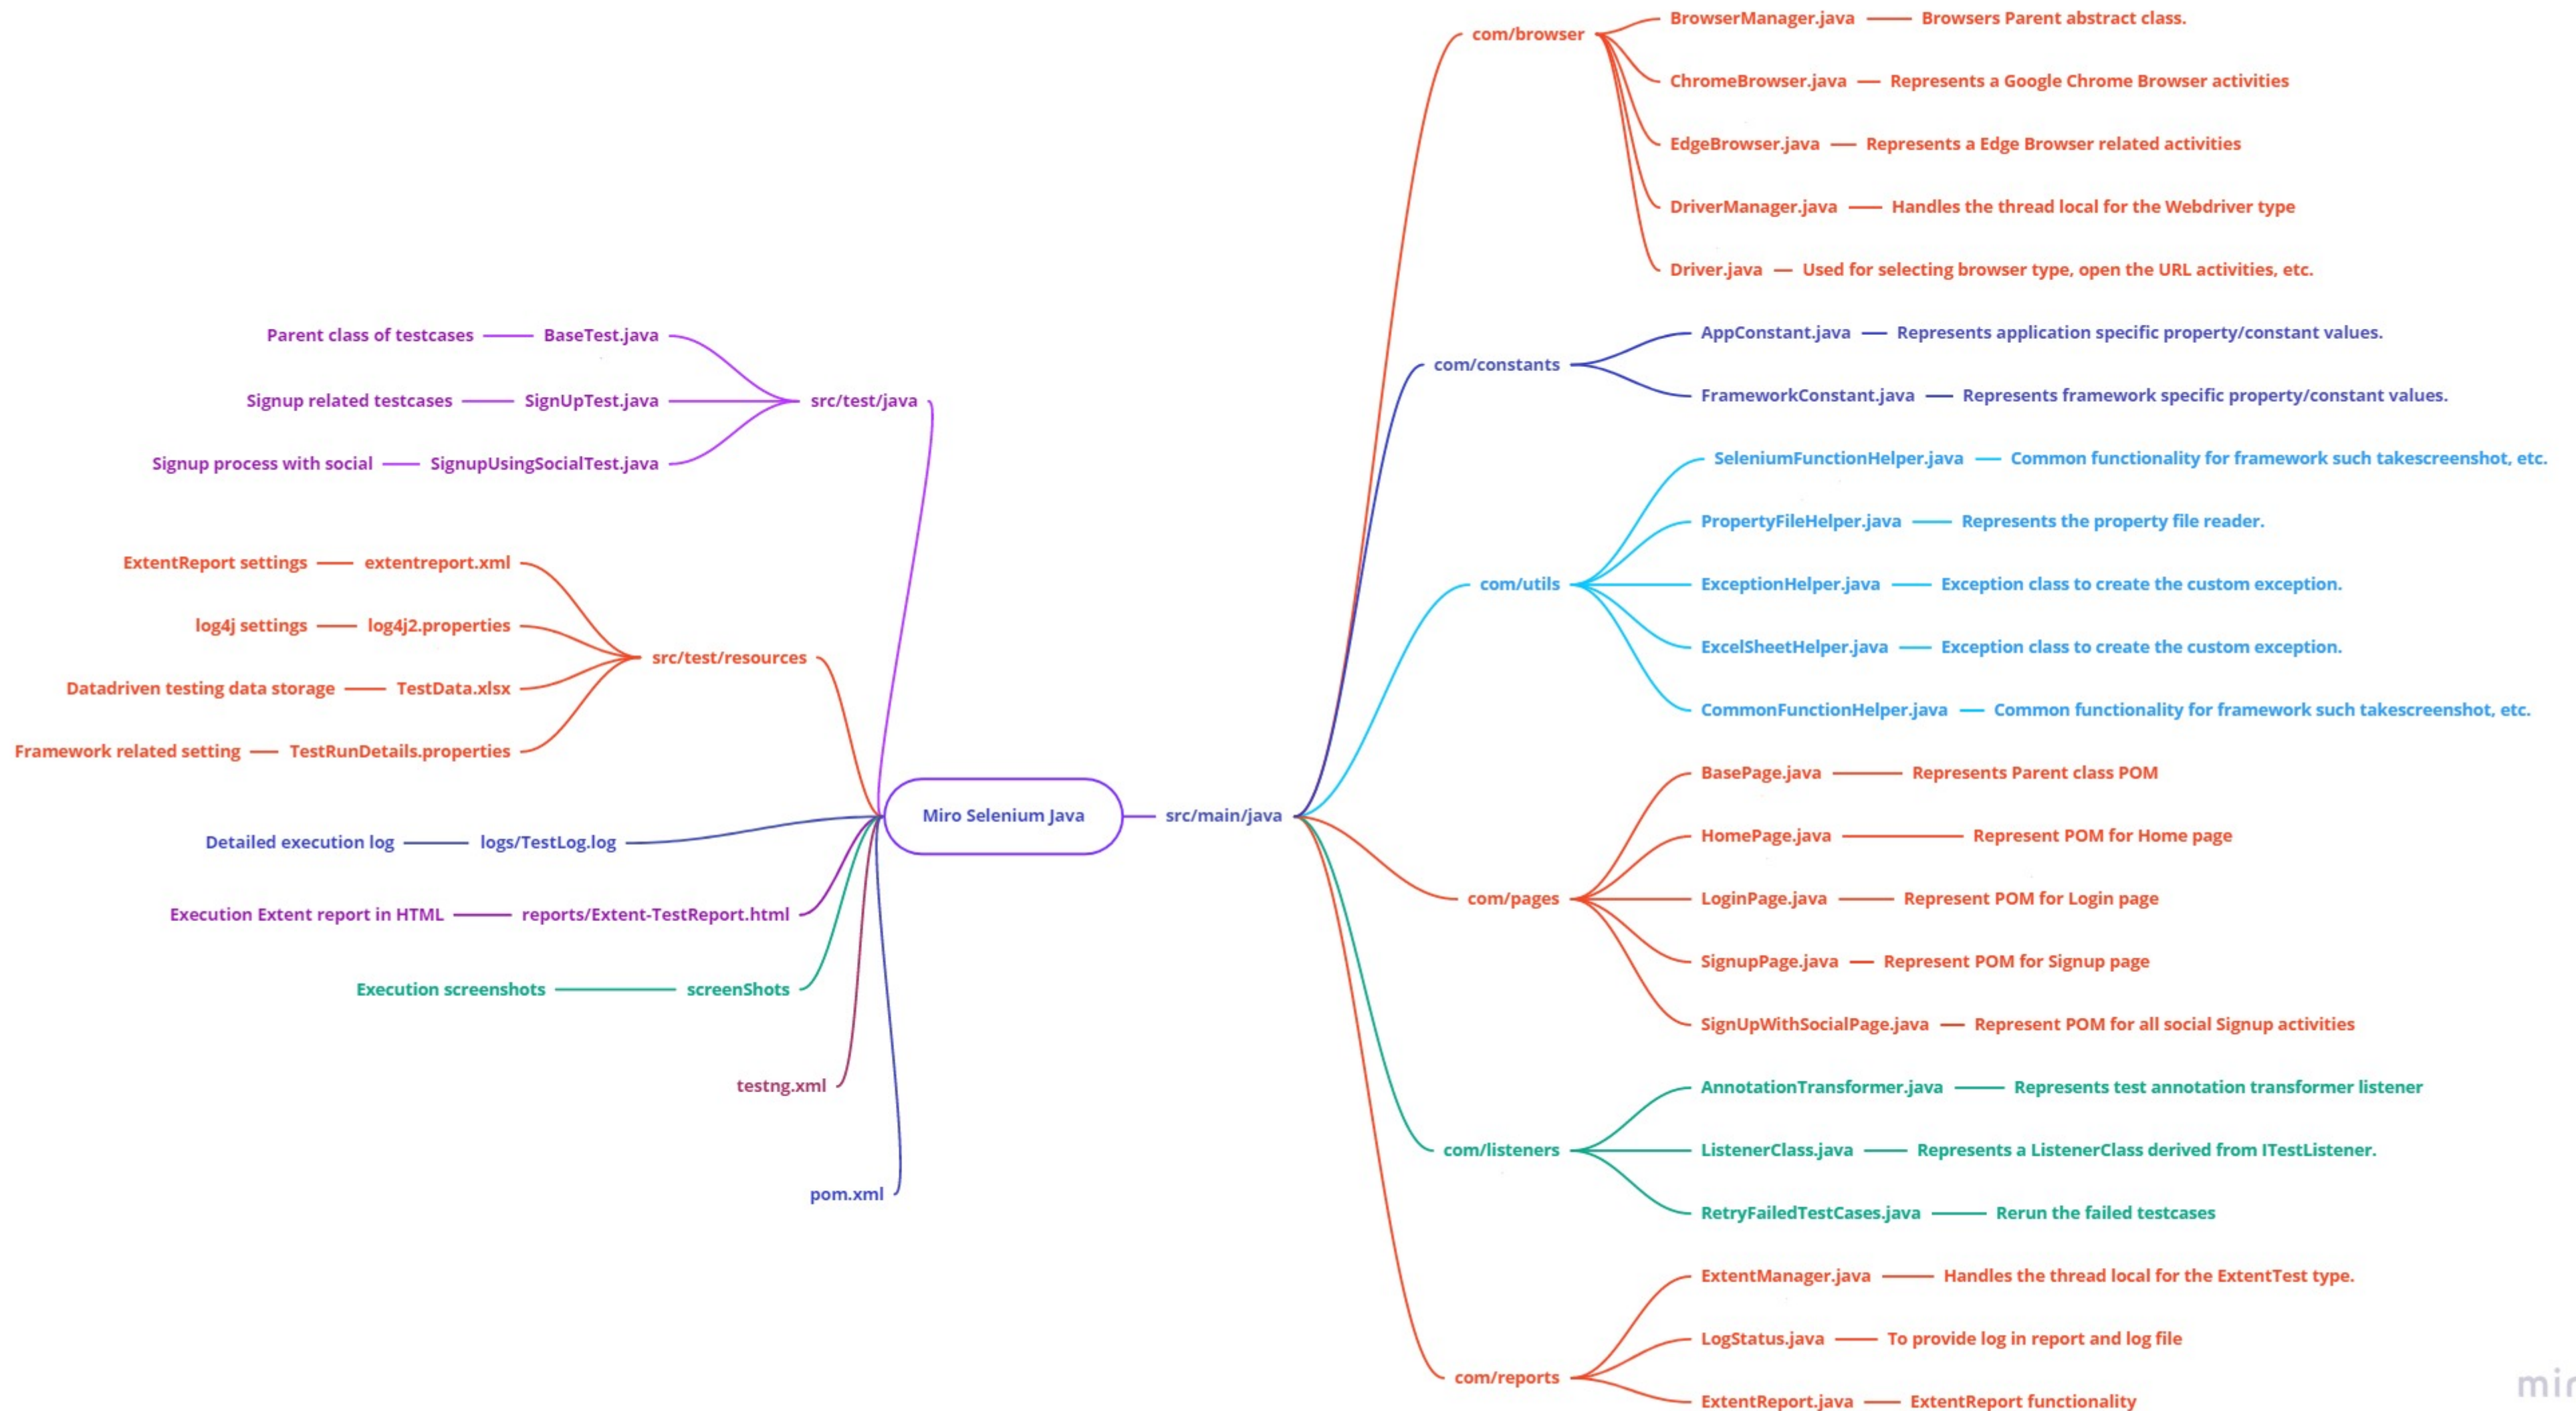 BrowserManager.java
Browsers Parent abstract class.
com/browser
ChromeBrowser.java
Represents a Google Chrome Browser activities
EdgeBrowser.java
Represents a Edge Browser related activities
DriverManager.java
Handles the thread local for the Webdriver type
Driver.java
Used for selecting browser type, open the URL activities, etc.
com/constants
AppConstant.java
Represents application specific property/constant values.
FrameworkConstant.java
Represents framework specific property/constant values.
com/utils
SeleniumFunctionHelper.java
Common functionality for framework such takescreenshot, etc.
PropertyFileHelper.java
Represents the property file reader.
ExceptionHelper.java
Exception class to create the custom exception.
ExcelSheetHelper.java
Exception class to create the custom exception.
CommonFunctionHelper.java
Common functionality for framework such takescreenshot, etc.
com/pages
BasePage.java
Represents Parent class POM
HomePage.java
Represent POM for Home page
LoginPage.java
Represent POM for Login page
SignupPage.java
Represent POM for Signup page
SignUpWithSocialPage.java
Represent POM for all social Signup activities
com/listeners
AnnotationTransformer.java
Represents test annotation transformer listener
ListenerClass.java
Represents a ListenerClass derived from ITestListener.
RetryFailedTestCases.java
Rerun the failed testcases
com/reports
ExtentManager.java
Handles the thread local for the ExtentTest type.
LogStatus.java
To provide log in report and log file
ExtentReport.java
ExtentReport functionality
src/main/java
Miro Selenium Java
src/test/java
Parent class of testcases
BaseTest.java
Signup related testcases
SignUpTest.java
Signup process with social
SignupUsingSocialTest.java
src/test/resources
ExtentReport settings
extentreport.xml
log4j settings
log4j2.properties
Datadriven testing data storage
TestData.xlsx
Framework related setting
TestRunDetails.properties
Detailed execution log
logs/TestLog.log
Execution Extent report in HTML
reports/Extent-TestReport.html
Execution screenshots
screenShots
testng.xml
pom.xml